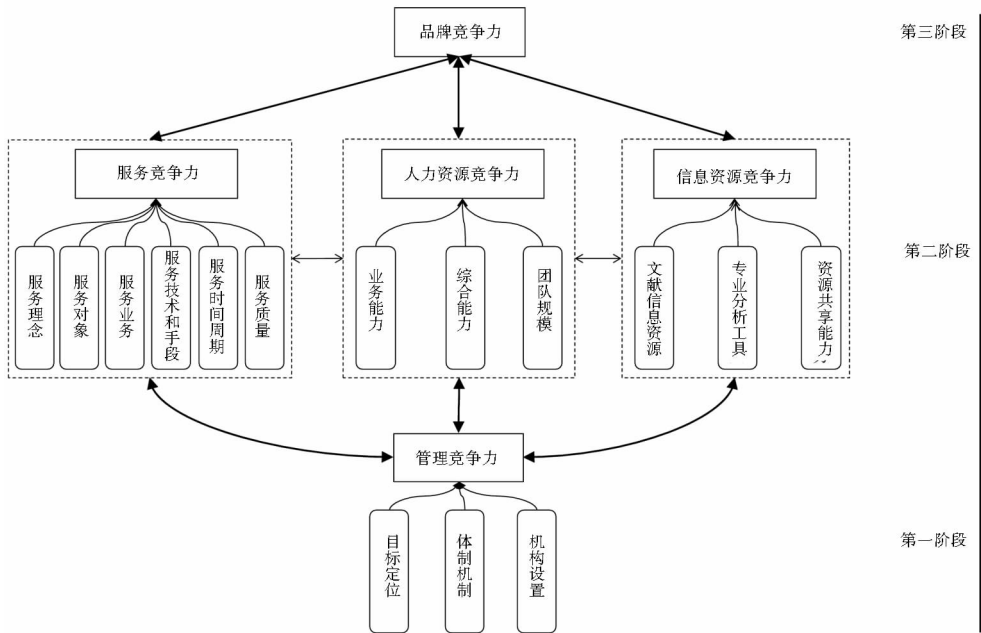 品牌竞争力
第三阶段
服务竞争力
人力资源竞争力
信息资源竞争力
服务理念
服务对象
服务业务
服务技术和手段
服务时间周期
服务质量
业务能力
综合能力
团队规模
文献信息资源
专业分析工具
资源共享能力
第二阶段
管理竞争力
目标定位
体制机制
机构设置
第一阶段